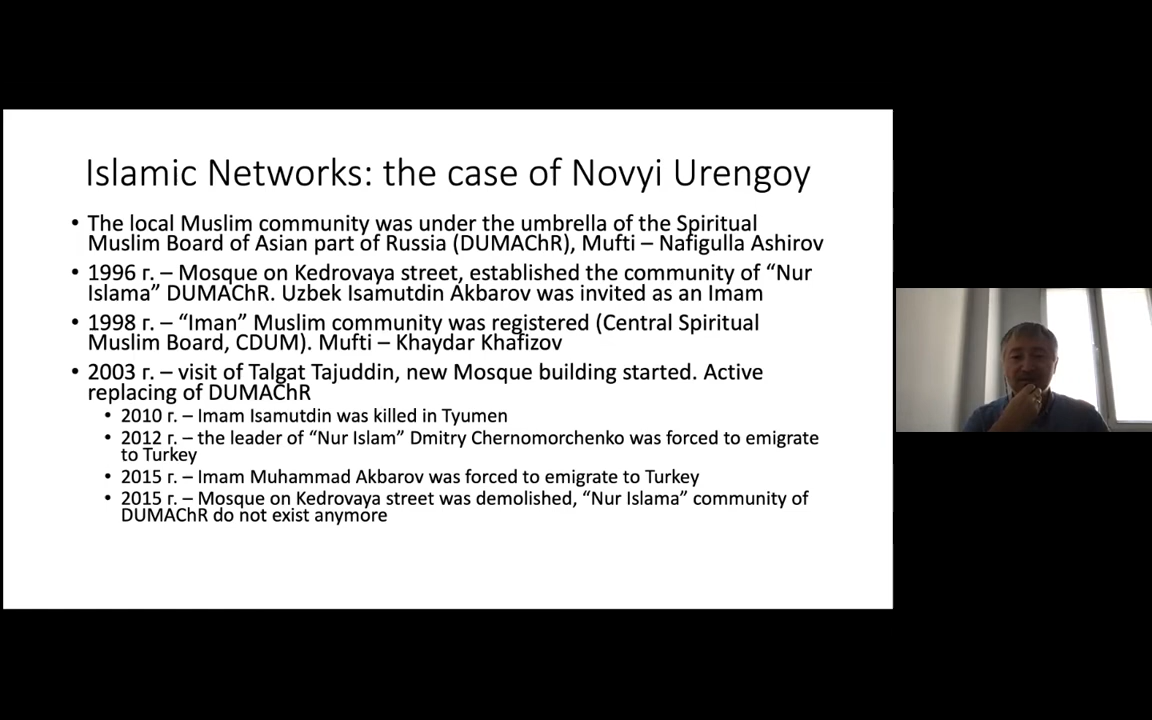 Islamic Networks: the case of Novyi Urengoy
• The local Muslim community was under the umbrella of the Spiritual
Muslim Board of Asian part of Russia (DUMAChR), Mufti – Nafigulla Ashirov
• 1996 г. – Mosque on Kedrovaya street, established the community of “Nur
Islama” DUMAChR. Uzbek Isamutdin Akbarov was invited as an Imam
• 1998 г. – “Iman” Muslim community was registered (Central Spiritual
Muslim Board, CDUM). Mufti – Khaydar Khafizov
• 2003 г. – visit of Talgat Tajuddin, new Mosque building started. Active
replacing of DUMAChR
• 2010 г. – Imam Isamutdin was killed in Tyumen
• 2012 г. – the leader of “Nur Islam” Dmitry Chernomorchenko was forced to emigrate
to Turkey
• 2015 г. – Imam Muhammad Akbarov was forced to emigrate to Turkey
• 2015 г. – Mosque on Kedrovaya street was demolished, “Nur Islama” community of
DUMAChR do not exist anymore